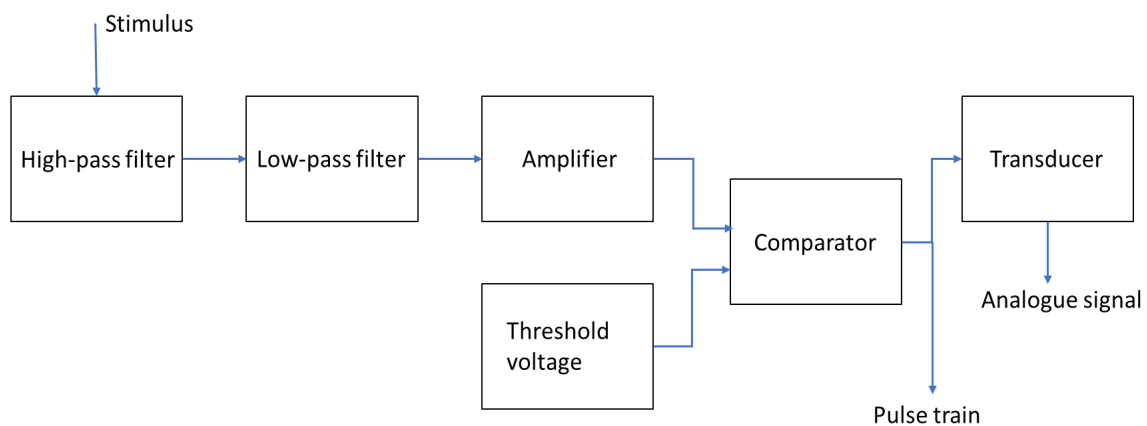 Stimulus
High-pass filter
Low-pass filter
Amplifier
Transducer
Comparator
Analogue signal
Threshold
voltage
Pulse train